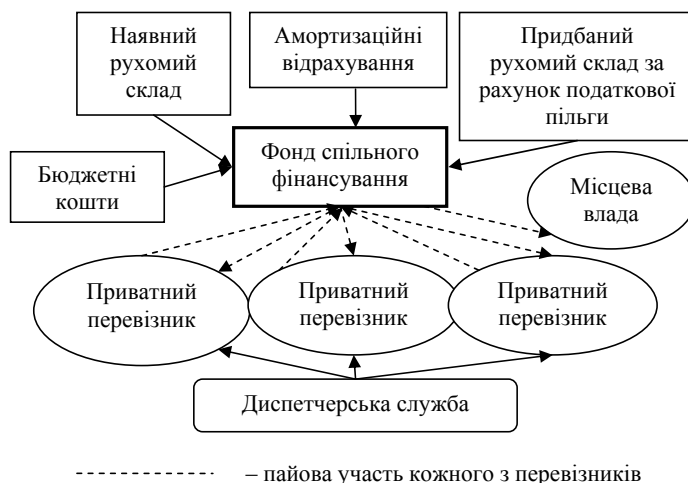 Наявний
рухомий
склад
Амортизаційні
відрахування
Придбаний
рухомий склад за
рахунок податкової
пільги
Бюджетні
кошти
Фонд спільного
фінансування
Місцева
влада
Приватний
перевізник
Приватний
перевізник
Приватний
перевізник
Диспетчерська служба
– пайова участь кожного з перевізників